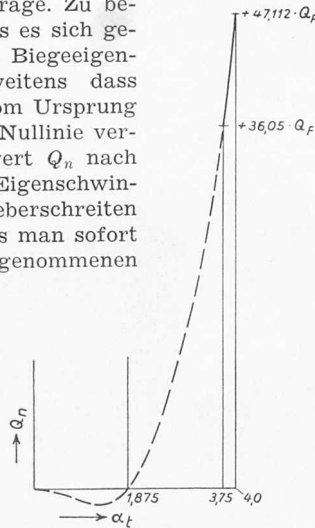 rage. Zu be-
s es sich ge-
Biegeeigen-
weitens dass
om Ursprung
Nullinie ver-
ert Qn nach
Eigenschwin-
eberschreiten
s man sofort
genommenen
+47,112·QF
+36,05·QF
Qn
1,875
3,75
4,0
αt